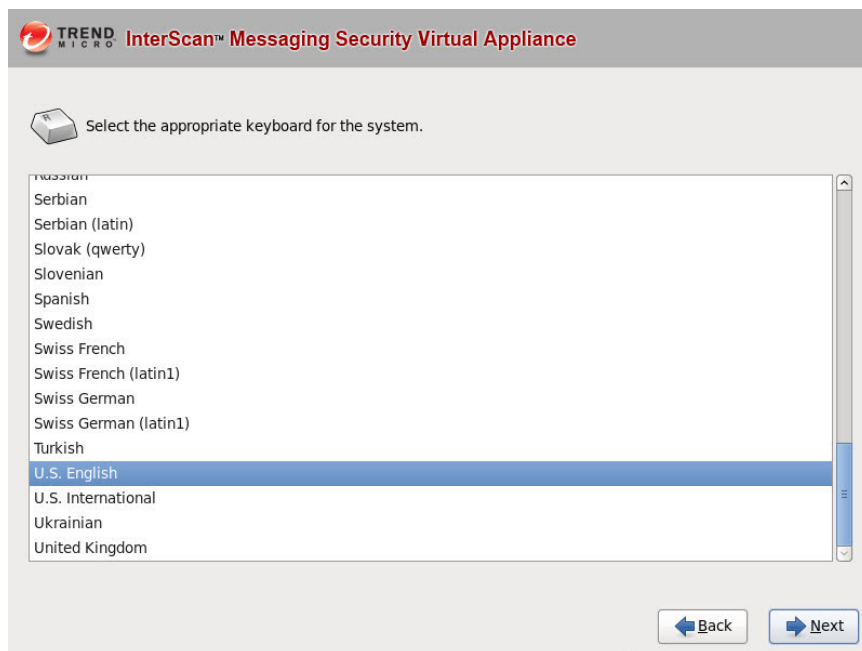 TREND MICRO InterScan™ Messaging Security Virtual Appliance
R
Select the appropriate keyboard for the system.
Russian
Serbian
Serbian (latin)
Slovak (qwerty)
Slovenian
Spanish
Swedish
Swiss French
Swiss French (latin1)
Swiss German
Swiss German (latin1)
Turkish
U.S. English
U.S. International
Ukrainian
United Kingdom
Back Next